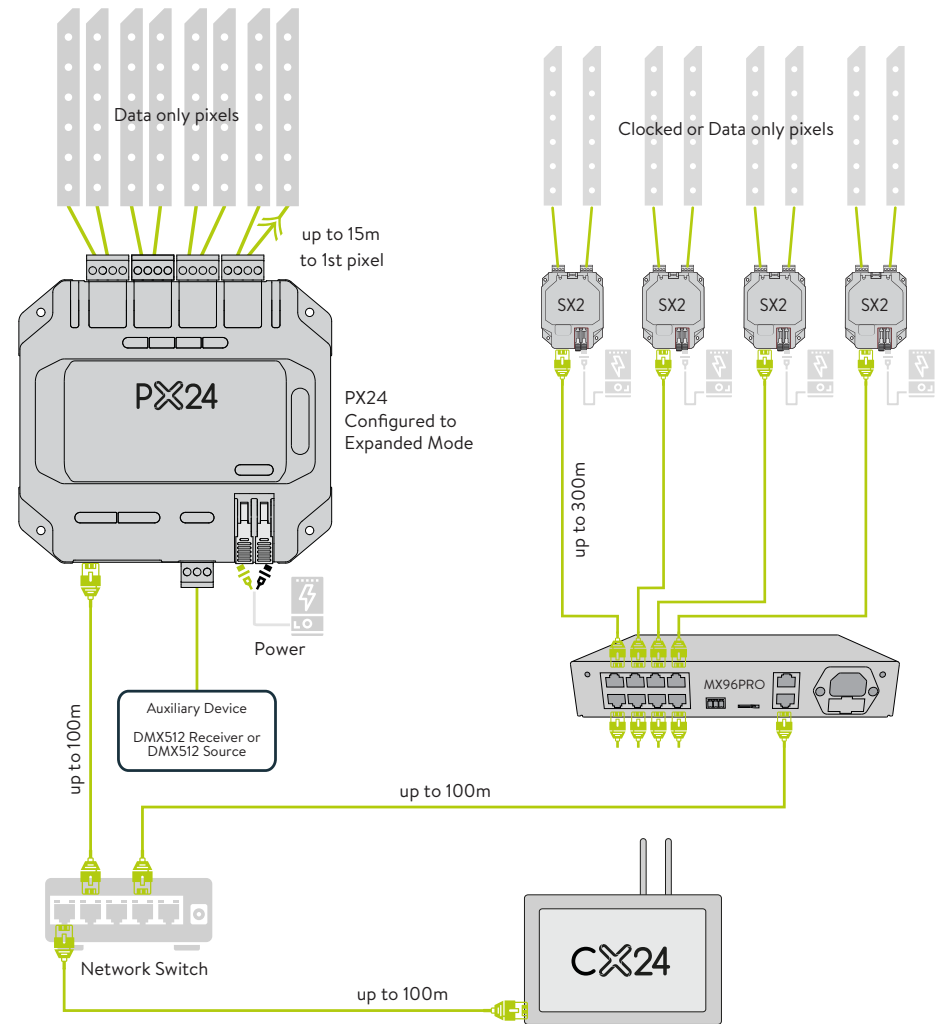 Data only pixels
Clocked or Data only pixels
up to 15m
to 1st pixel
SX2
SX2
SX2
SX2
PX24
PX24
Configured to
Expanded Mode
up to 300m
LO
Power
MX96PRO
Auxiliary Device
DMX512 Receiver or
DMX512 Source
up to 100m
up to 100m
Network Switch
CX24
up to 100m